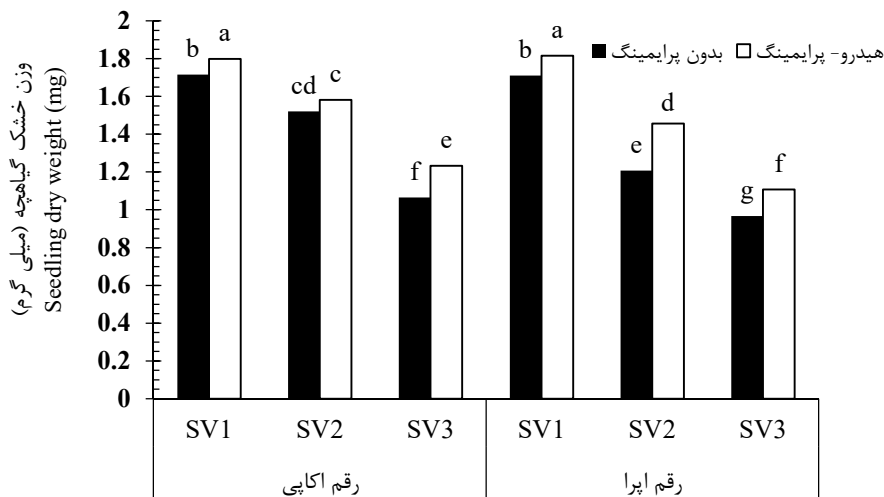 وزن خشک گیاهچه (میلی گرم)
Seedling dry weight (mg)
2
1.8
1.6
1.4
1.2
1
0.8
0.6
0.4
0.2
0
بدون پرایمینگ هیدرو- پرایمینگ
b a cd c f e b a e d g f
SV1 SV2 SV3 SV1 SV2 SV3
رقم اکاپی رقم اپرا